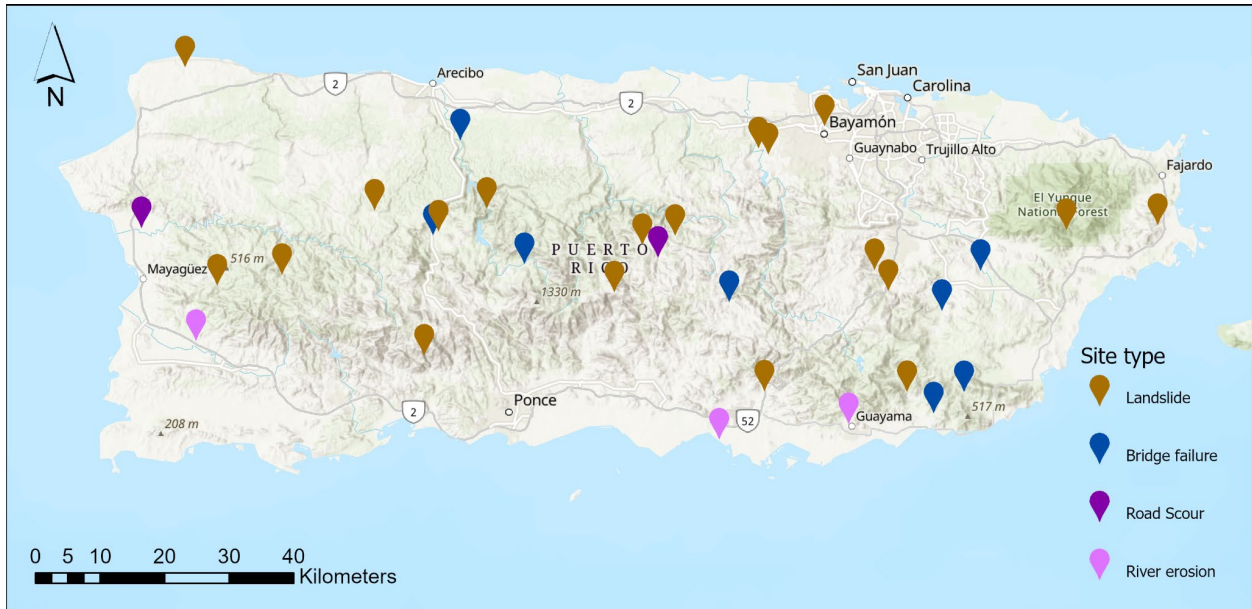 N
2
Arecibo
San Juan
Carolina
2
Bayamón
Guaynabo
Trujillo Alto
Fajardo
El Yunque
National Forest
PUERTO
RICO
Mayagüez
516 m
1330 m
Ponce
2
52
Guayama
517 m
208 m
Site type
Landslide
Bridge failure
Road Scour
River erosion
0 5 10 20 30 40
Kilometers